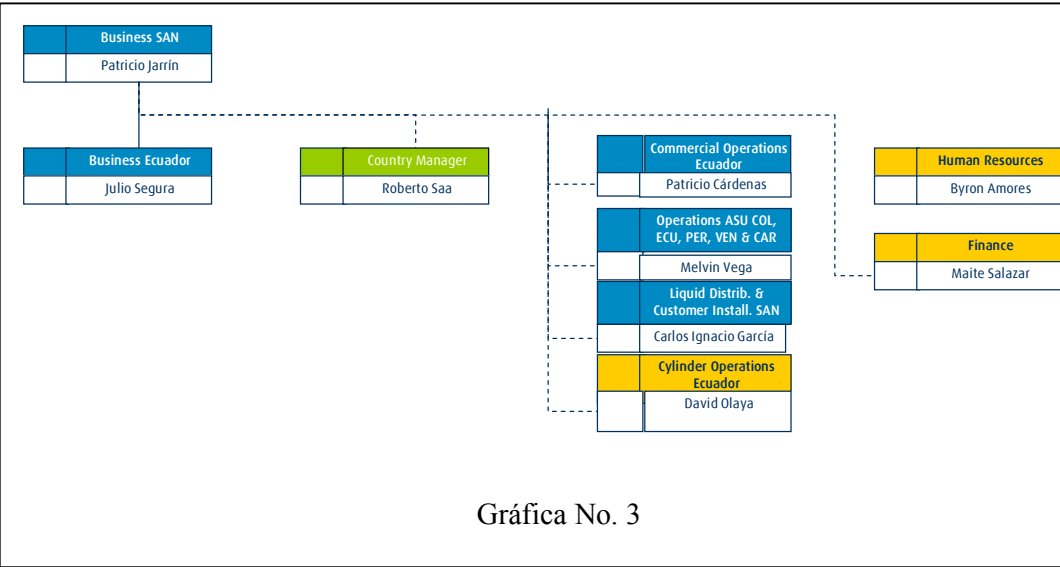 Business SAN
Patricio Jarrín
Business Ecuador
Julio Segura
Country Manager
Roberto Saa
Commercial Operations
Ecuador
Patricio Cárdenas
Operations ASU COL,
ECU, PER, VEN & CAR
Melvin Vega
Liquid Distrib. &
Customer Install. SAN
Carlos Ignacio García
Cylinder Operations
Ecuador
David Olaya
Human Resources
Byron Amores
Finance
Maite Salazar
Gráfica No. 3